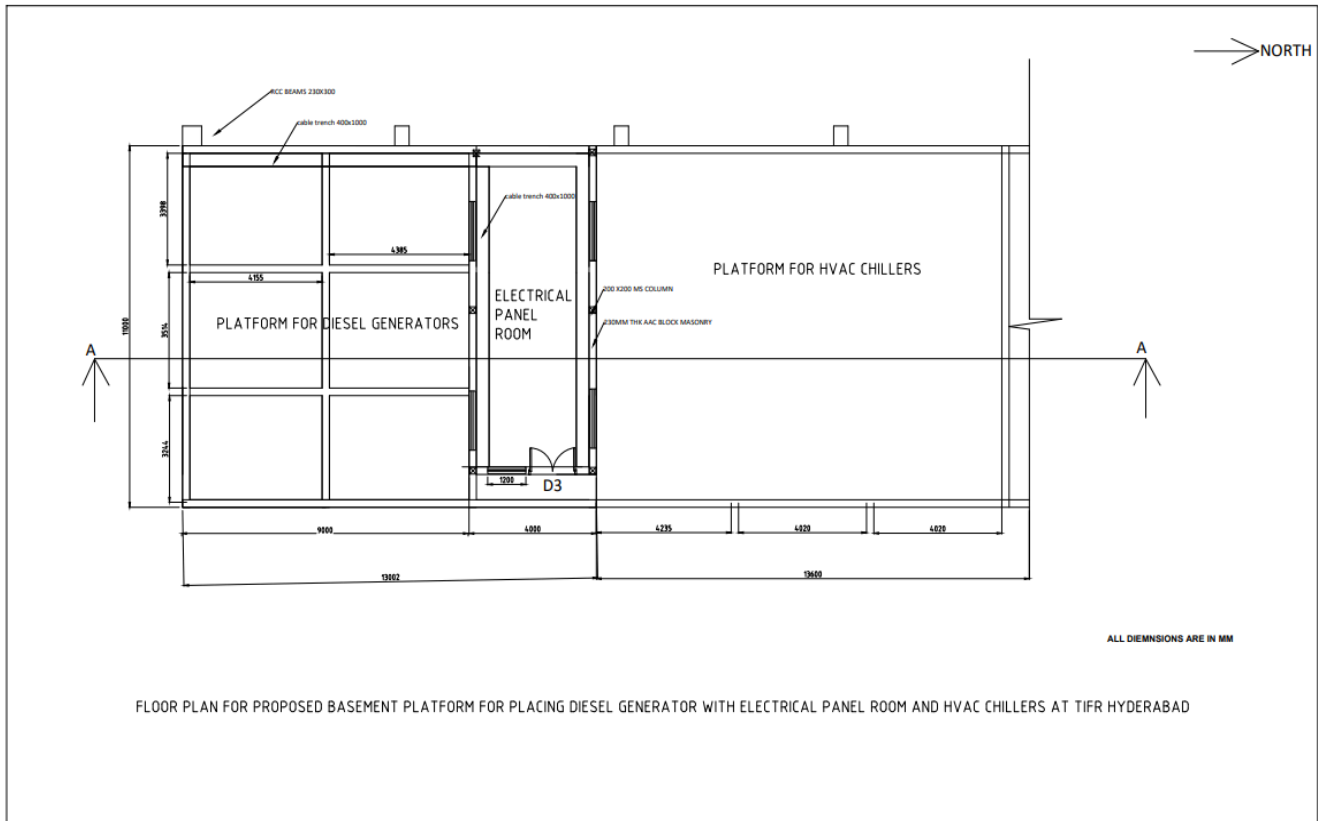 NORTH
RCC BEAMS 230X300
cable trench 400x1000
cable trench 400x1000
3398
4385
4155
PLATFORM FOR HVAC CHILLERS
ELECTRICAL
PANEL
ROOM
200 X200 MS COLUMN
PLATFORM FOR DIESEL GENERATORS
230MM THK AAC BLOCK MASONRY
11000
3514
A
A
3244
1200
D3
9000
4000
4235
4020
4020
13002
13600
ALL DIEMNSIONS ARE IN MM
FLOOR PLAN FOR PROPOSED BASEMENT PLATFORM FOR PLACING DIESEL GENERATOR WITH ELECTRICAL PANEL ROOM AND HVAC CHILLERS AT TIFR HYDERABAD